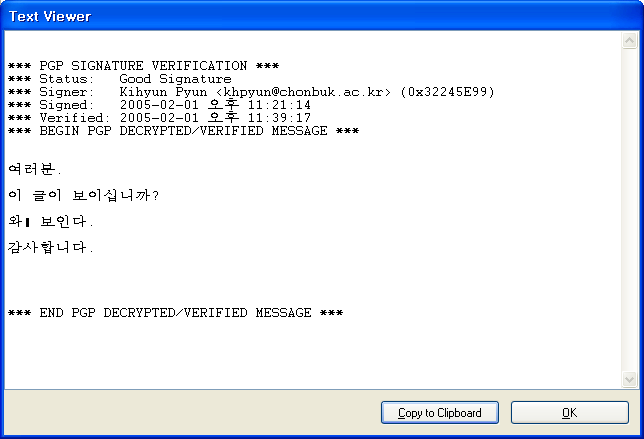 Text Viewer
*** PGP SIGNATURE VERIFICATION ***
*** Status:   Good Signature
*** Signer:   Kihyun Pyun <khpyun@chonbuk.ac.kr> (0x32245E99)
*** Signed:   2005-02-01 오후 11:21:14
*** Verified: 2005-02-01 오후 11:39:17
*** BEGIN PGP DECRYPTED/VERIFIED MESSAGE ***
여러분.
이 글이 보이십니까?
와! 보인다.
감사합니다.
*** END PGP DECRYPTED/VERIFIED MESSAGE ***
Copy to Clipboard
OK